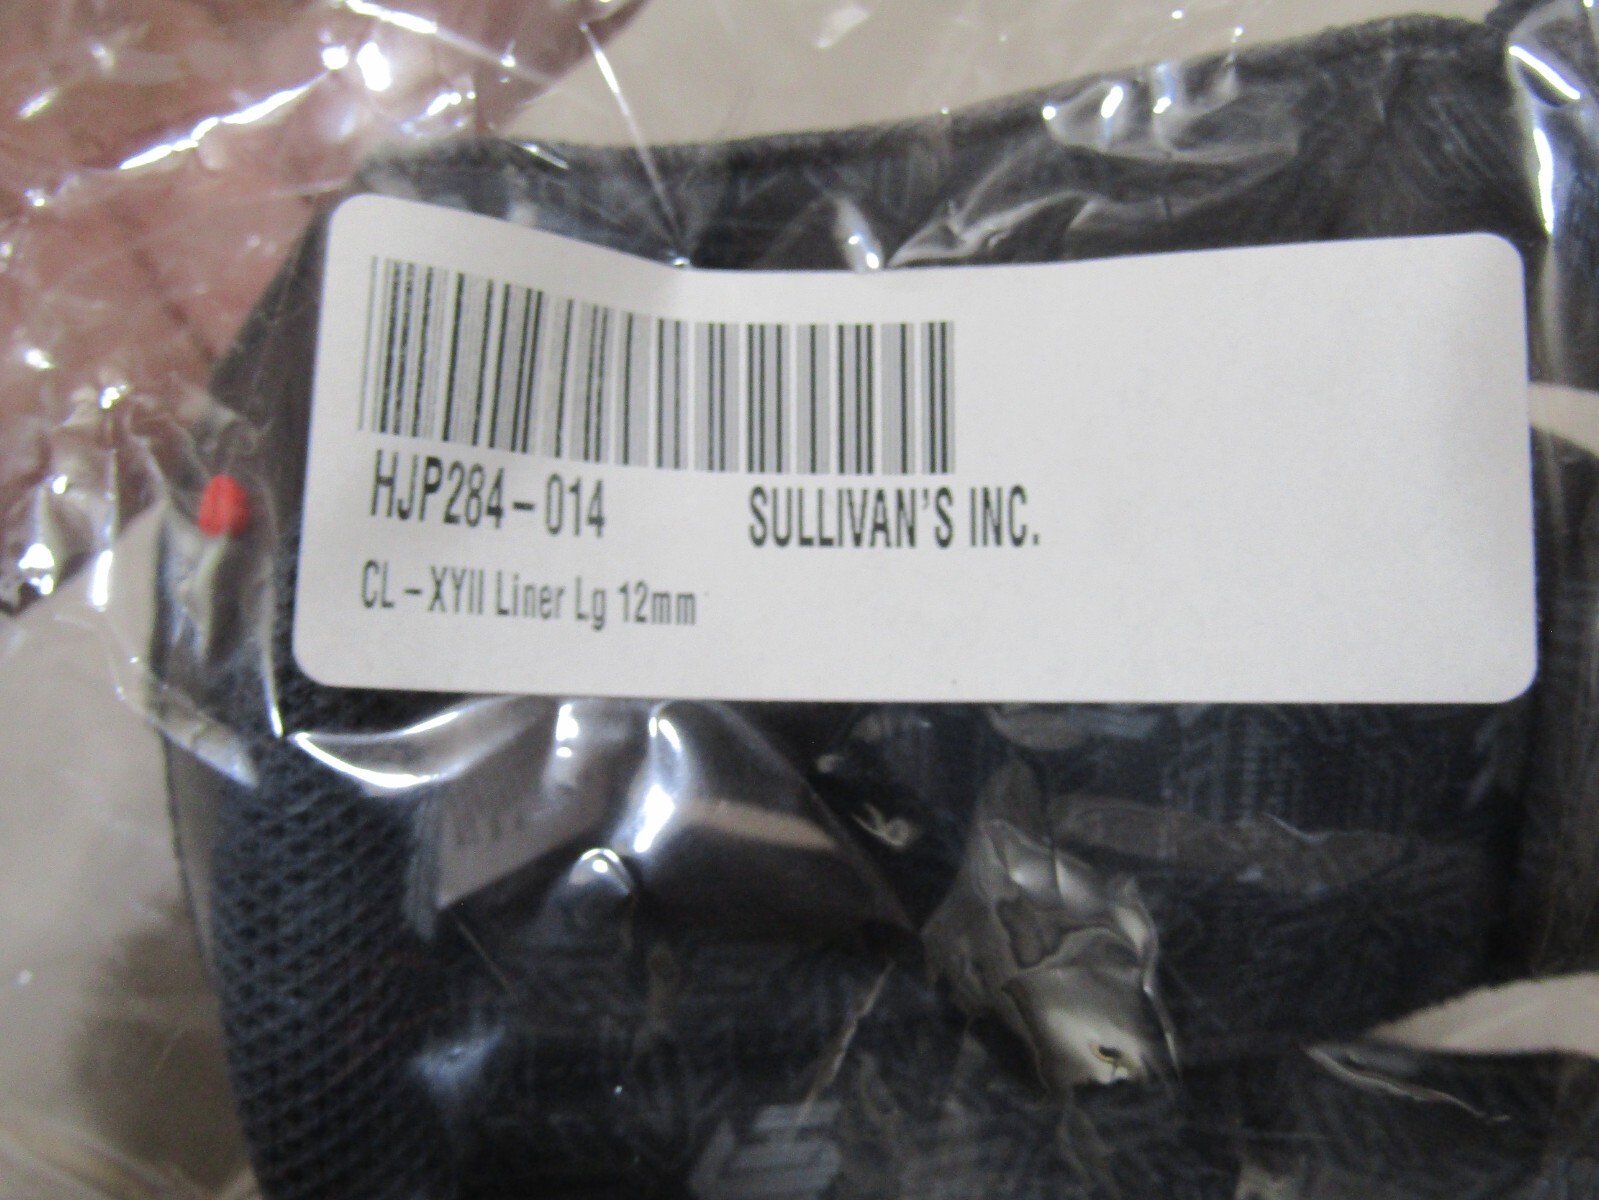 HJP284-014 SULLIVAN'S INC.
CL-XYII Liner Lg 12mm